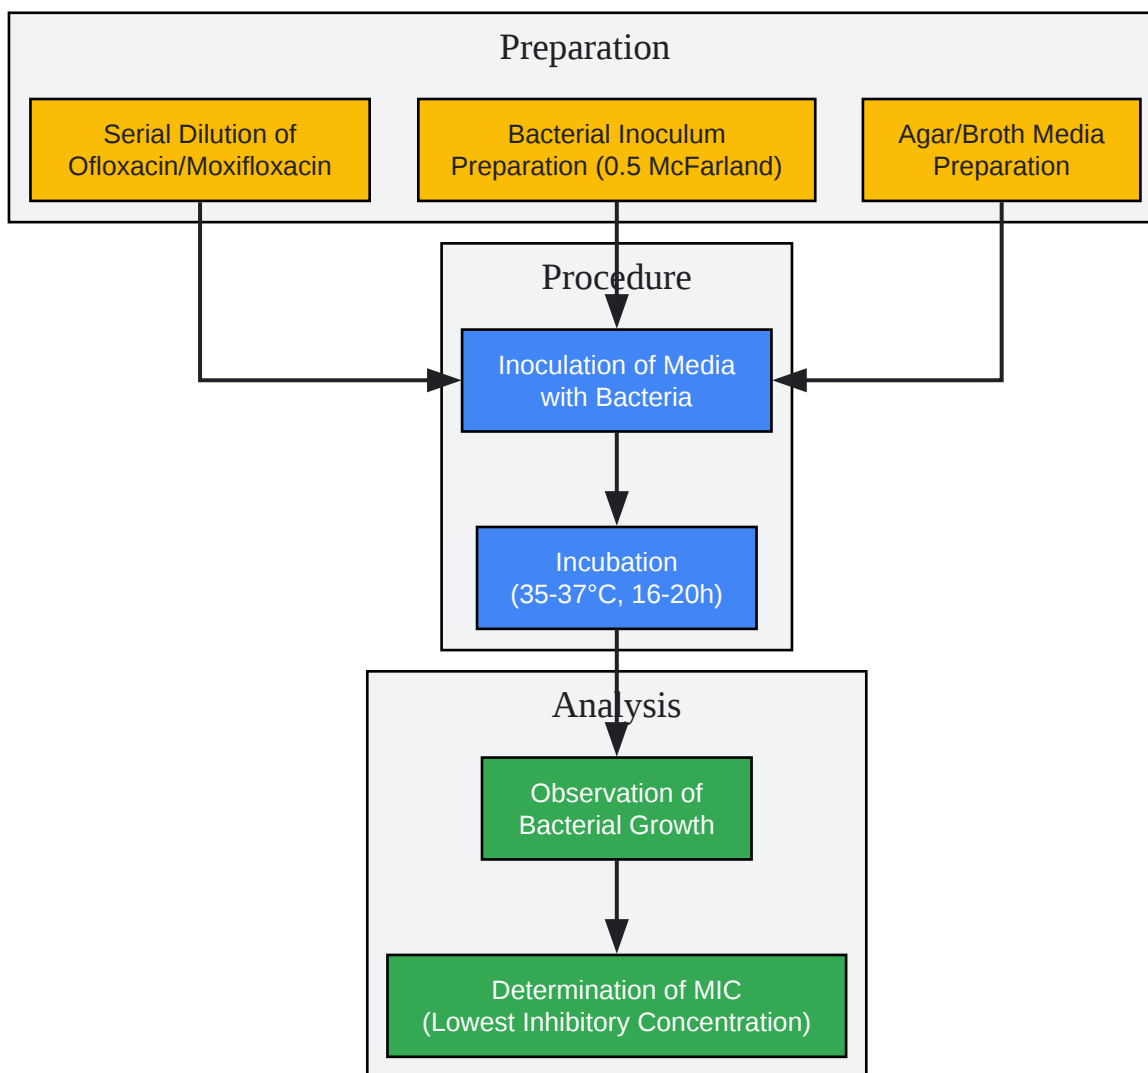 Preparation
Serial Dilution of
Ofloxacin/Moxifloxacin
Bacterial Inoculum
Preparation (0.5 McFarland)
Agar/Broth Media
Preparation
Procedure
Inoculation of Media
with Bacteria
Incubation
(35-37°C, 16-20h)
Analysis
Observation of
Bacterial Growth
Determination of MIC
(Lowest Inhibitory Concentration)